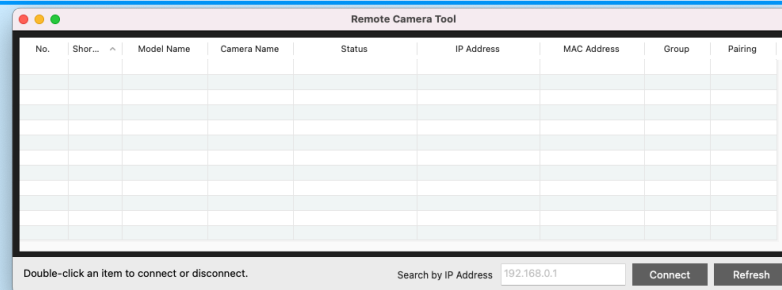 Remote Camera Tool
No. Shor... Model Name Camera Name Status IP Address MAC Address Group Pairing
Double-click an item to connect or disconnect. Search by IP Address 192.168.0.1 Connect Refresh